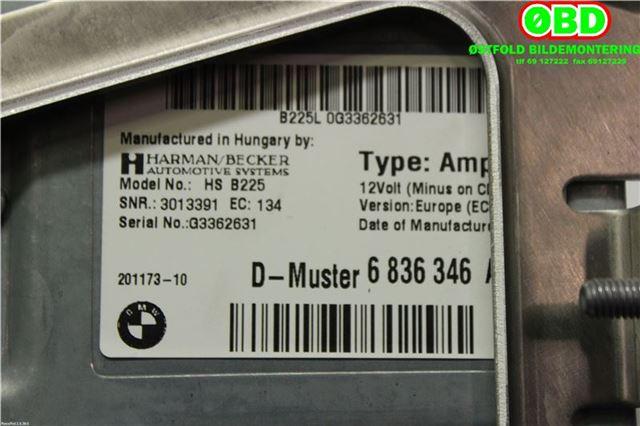 ØBD
ØSTFOLD BILDEMONTERING
tlf 69 127222 fax 69127229
B225L 0G3362631
Manufactured in Hungary by:
HARMAN/BECKER
AUTOMOTIVE SYSTEMS
Type: Amp
Model No.: HS B225
12Volt (Minus on C
SNR.: 3013391 EC: 134
Version: Europe (EC
Serial No.:G3362631
Date of Manufacture
201173-10
D-Muster 6 836 346 A
BMW